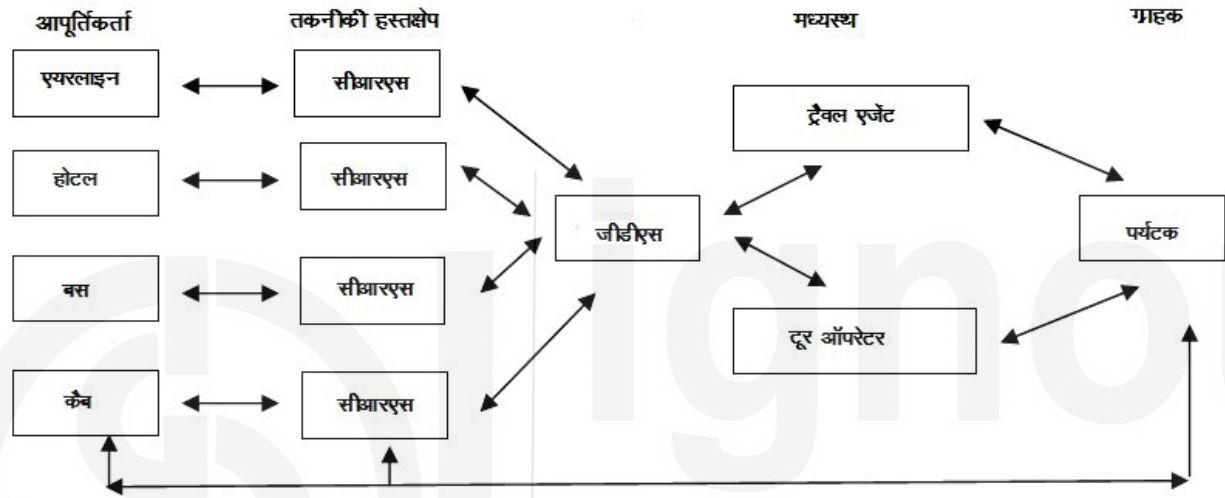 आपूर्तिकर्ता तकनीकी हस्तक्षेप मध्यस्थ ग्राहक
एयरलाइन सीआरएस
ट्रैवल एजेंट
होटल सीआरएस
जीडीएस पर्यटक
बस सीआरएस
टूर ऑपरेटर
कैब सीआरएस
ignou